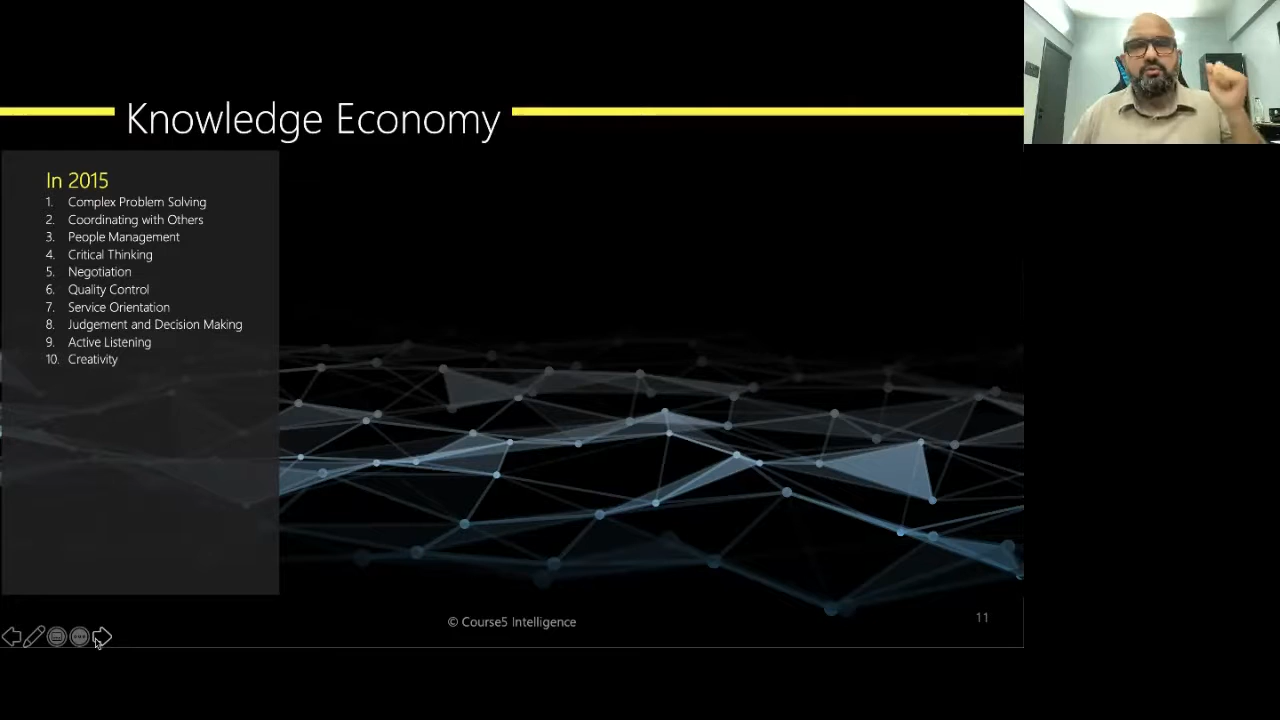 Knowledge Economy
In 2015
1. Complex Problem Solving
2. Coordinating with Others
3. People Management
4. Critical Thinking
5. Negotiation
6. Quality Control
7. Service Orientation
8. Judgement and Decision Making
9. Active Listening
10. Creativity
© Course5 Intelligence
11